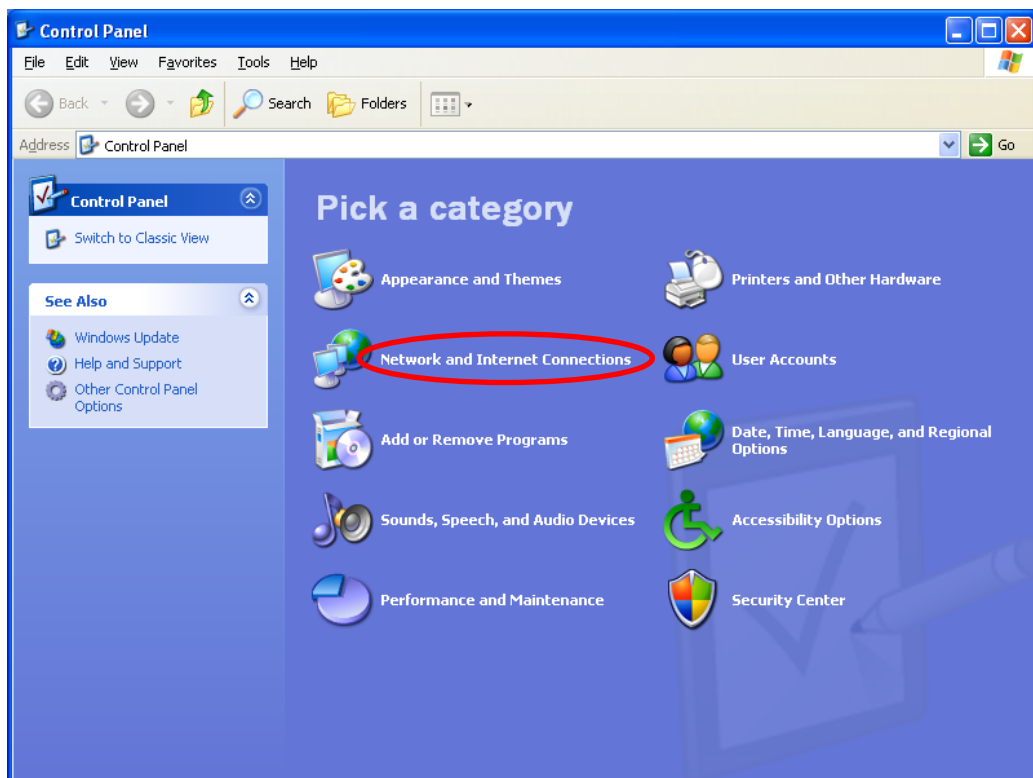 Control Panel
File Edit View Favorites Tools Help
Back Search Folders
Address Control Panel Go
Control Panel
Switch to Classic View
See Also
Windows Update
Help and Support
Other Control Panel
Options
Pick a category
Appearance and Themes
Printers and Other Hardware
Network and Internet Connections
User Accounts
Add or Remove Programs
Date, Time, Language, and Regional
Options
Sounds, Speech, and Audio Devices
Accessibility Options
Performance and Maintenance
Security Center